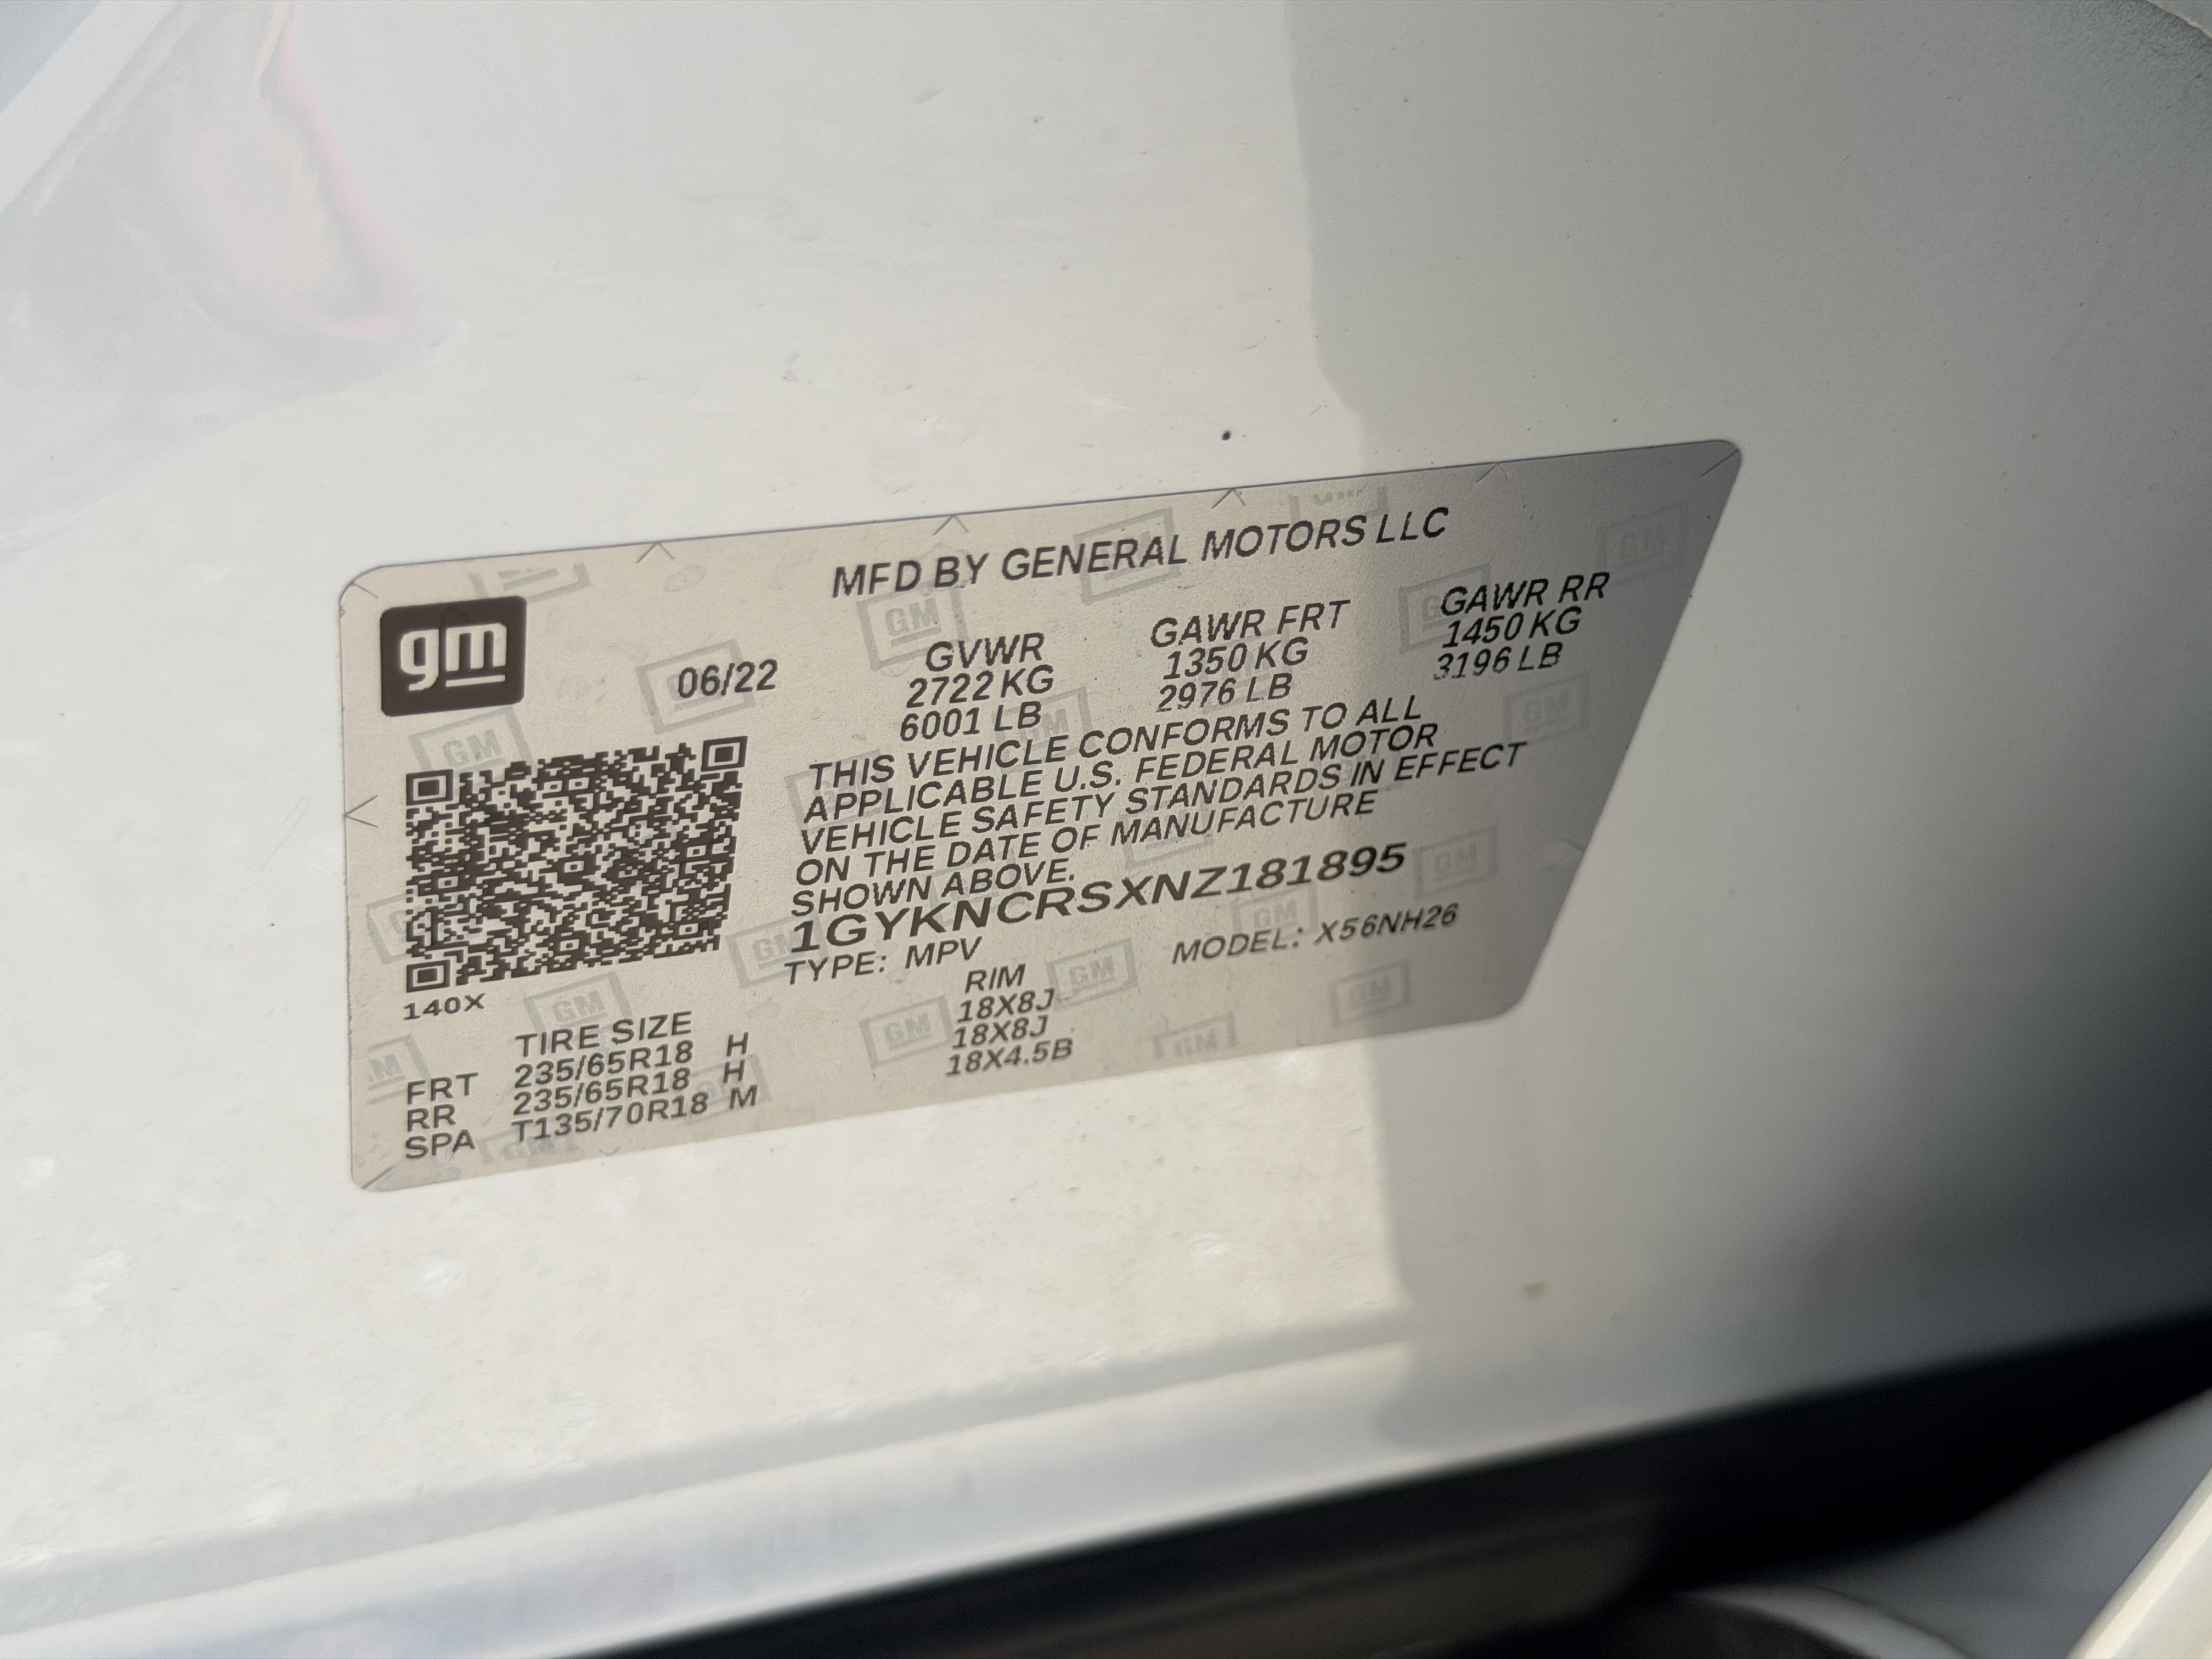 gm
MFD BY GENERAL MOTORS LLC
06/22
GVWR GAWR FRT GAWR RR
2722 KG 1350 KG 1450 KG
6001 LB 2976 LB 3196 LB
THIS VEHICLE CONFORMS TO ALL
APPLICABLE U.S. FEDERAL MOTOR
VEHICLE SAFETY STANDARDS IN EFFECT
ON THE DATE OF MANUFACTURE
SHOWN ABOVE.
1GYKNCRSXNZ181895
TYPE: MPV MODEL: X56NH26
140X
TIRE SIZE RIM
FRT 235/65R18 H 18X8J
RR 235/65R18 H 18X8J
SPA T135/70R18 M 18X4.5B